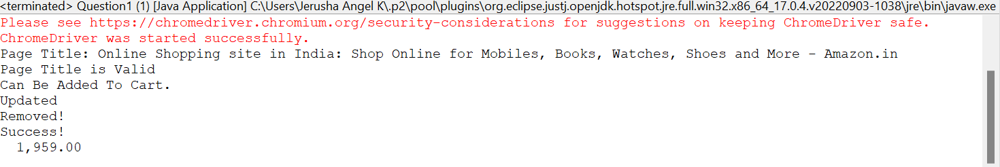 <terminated> Question1 (1) [Java Application] C:\Users\Jerusha Angel K\.p2\pool\plugins\org.eclipse.justj.openjdk.hotspot.jre.full.win32.x86_64_17.0.4.v20220903-1038\jre\bin\javaw.exe
Please see https://chromedriver.chromium.org/security-considerations for suggestions on keeping ChromeDriver safe.
ChromeDriver was started successfully.
Page Title: Online Shopping site in India: Shop Online for Mobiles, Books, Watches, Shoes and More - Amazon.in
Page Title is Valid
Can Be Added To Cart.
Updated
Removed!
Success!
1,959.00